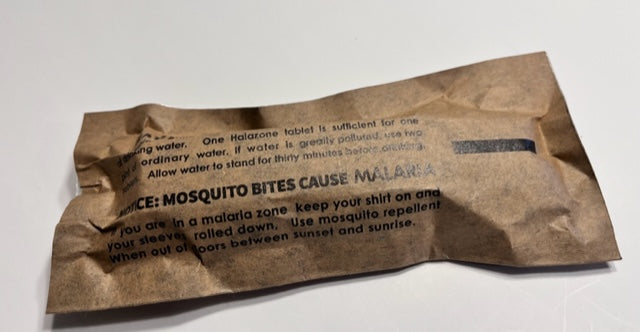 drinking water. One Halazone tablet is sufficient for one
of ordinary water. If water is greatly polluted, use two
Allow water to stand for thirty minutes before drinking.
NOTICE: MOSQUITO BITES CAUSE MALARIA
If you are in a malaria zone keep your shirt on and
your sleeves rolled down. Use mosquito repellent
When out of doors between sunset and sunrise.